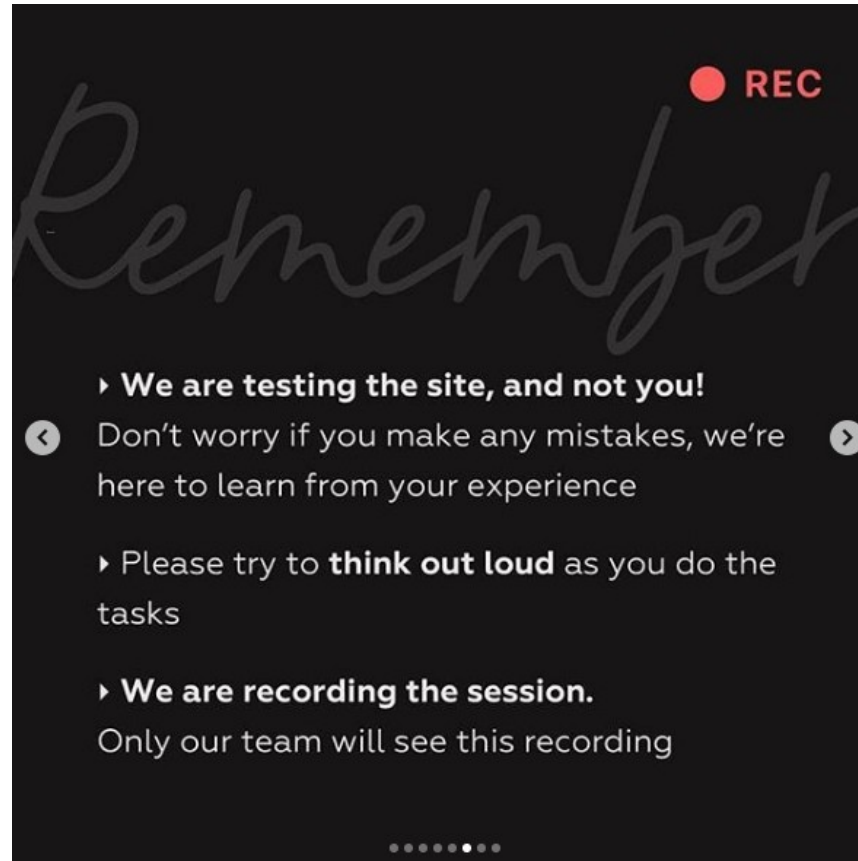 REC
Remember
‣ We are testing the site, and not you!
Don’t worry if you make any mistakes, we’re
here to learn from your experience
‣ Please try to think out loud as you do the
tasks
‣ We are recording the session.
Only our team will see this recording